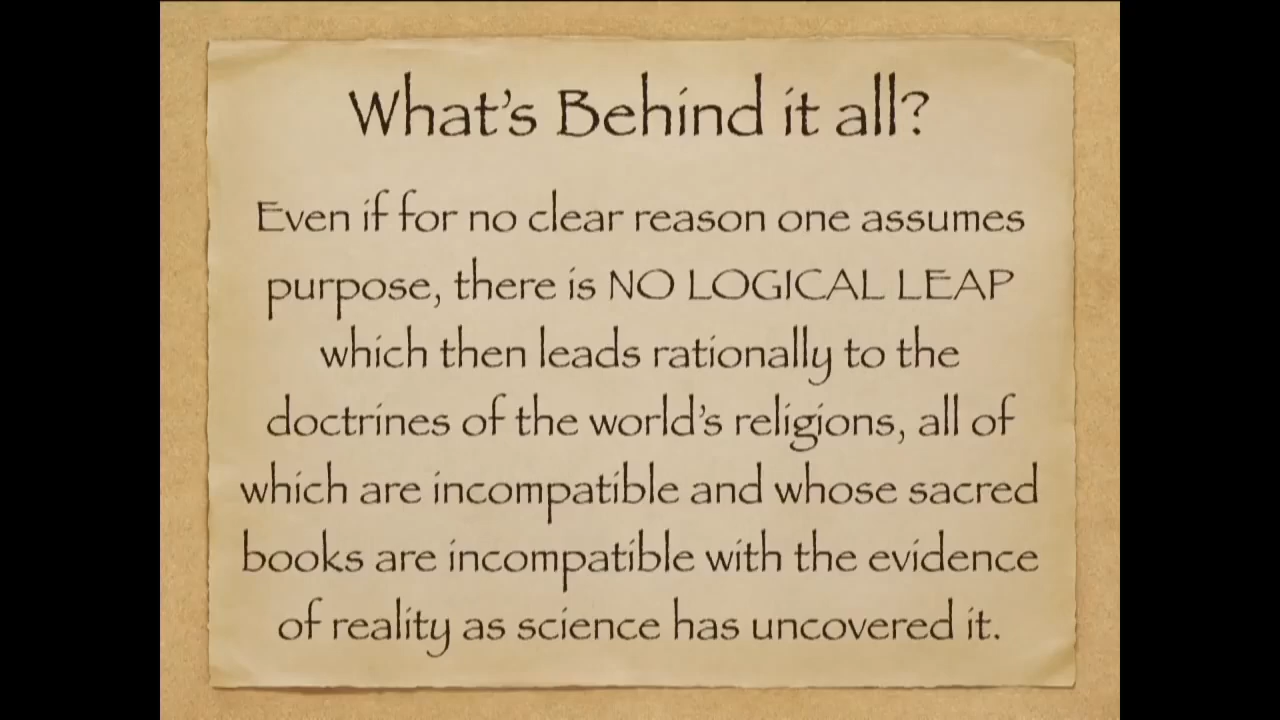 What's Behind it all?
Even if for no clear reason one assumes
purpose, there is NO LOGICAL LEAP
which then leads rationally to the
doctrines of the world's religions, all of
which are incompatible and whose sacred
books are incompatible with the evidence
of reality as science has uncovered it.